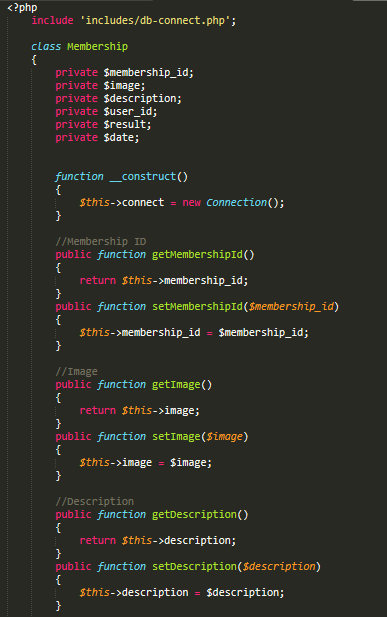 <?php
    include 'includes/db-connect.php';

    class Membership
    {
        private $membership_id;
        private $image;
        private $description;
        private $user_id;
        private $result;
        private $date;


        function __construct()
        {
            $this->connect = new Connection();
        }

        //Membership ID
        public function getMembershipId()
        {
            return $this->membership_id;
        }
        public function setMembershipId($membership_id)
        {
            $this->membership_id = $membership_id;
        }

        //Image
        public function getImage()
        {
            return $this->image;
        }
        public function setImage($image)
        {
            $this->image = $image;
        }

        //Description
        public function getDescription()
        {
            return $this->description;
        }
        public function setDescription($description)
        {
            $this->description = $description;
        }